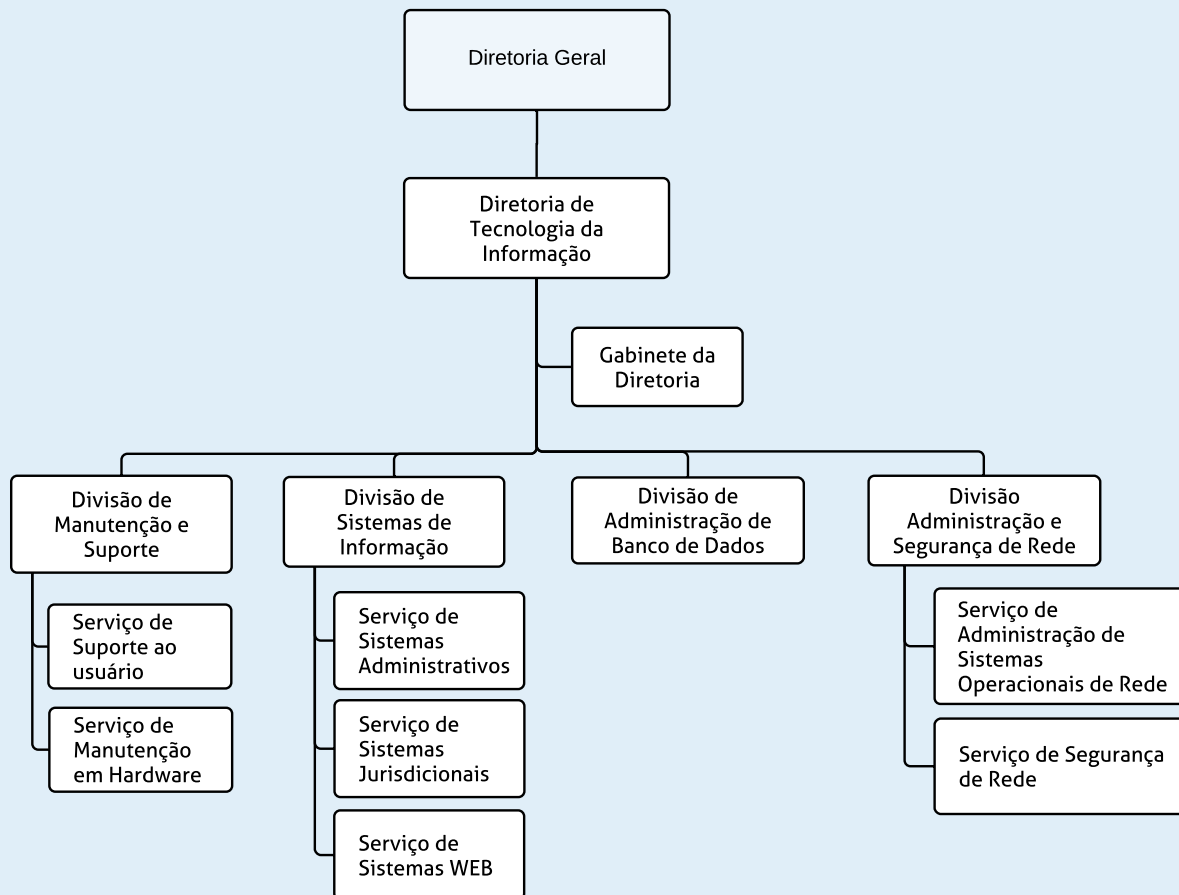 Diretoria Geral
Diretoria de
Tecnologia da
Informação
Gabinete da
Diretoria
Divisão de
Manutenção e
Suporte
Serviço de
Suporte ao
usuário
Serviço de
Manutenção
em Hardware
Divisão de
Sistemas de
Informação
Serviço de
Sistemas
Administrativos
Serviço de
Sistemas
Jurisdicionais
Serviço de
Sistemas WEB
Divisão de
Administração de
Banco de Dados
Divisão
Administração e
Segurança de Rede
Serviço de
Administração de
Sistemas
Operacionais de Rede
Serviço de Segurança
de Rede